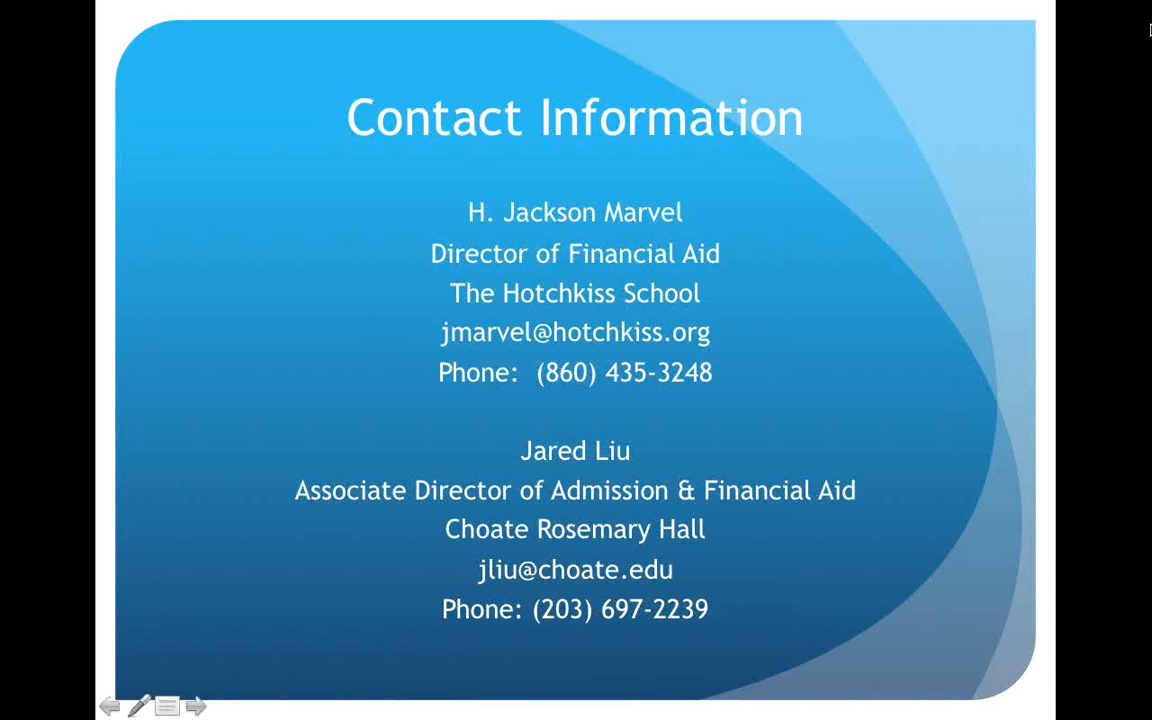 Contact Information
H. Jackson Marvel
Director of Financial Aid
The Hotchkiss School
jmarvel@hotchkiss.org
Phone:  (860) 435-3248
Jared Liu
Associate Director of Admission & Financial Aid
Choate Rosemary Hall
jliu@choate.edu
Phone: (203) 697-2239